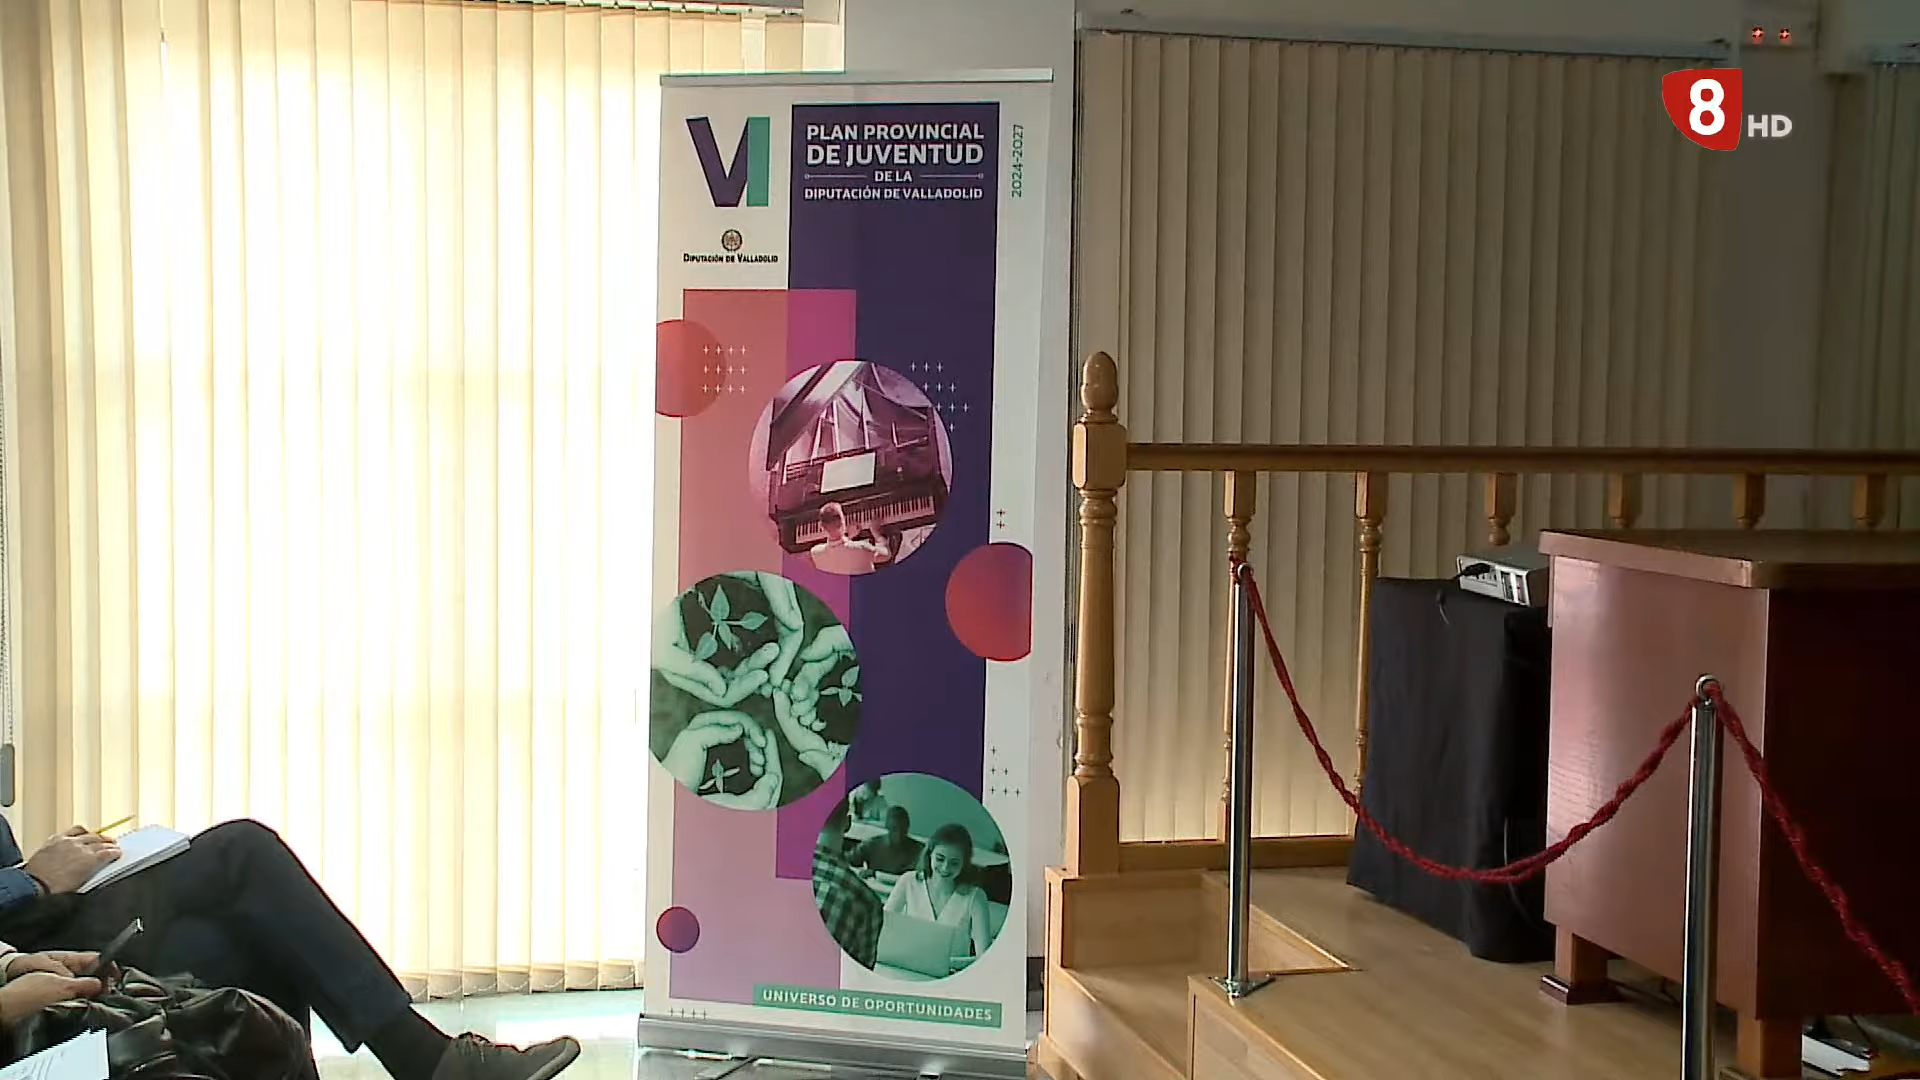 VI
PLAN PROVINCIAL
DE JUVENTUD
DE LA
DIPUTACIÓN DE VALLADOLID
2024-2027
DIPUTACIÓN DE VALLADOLID
UNIVERSO DE OPORTUNIDADES
8 HD